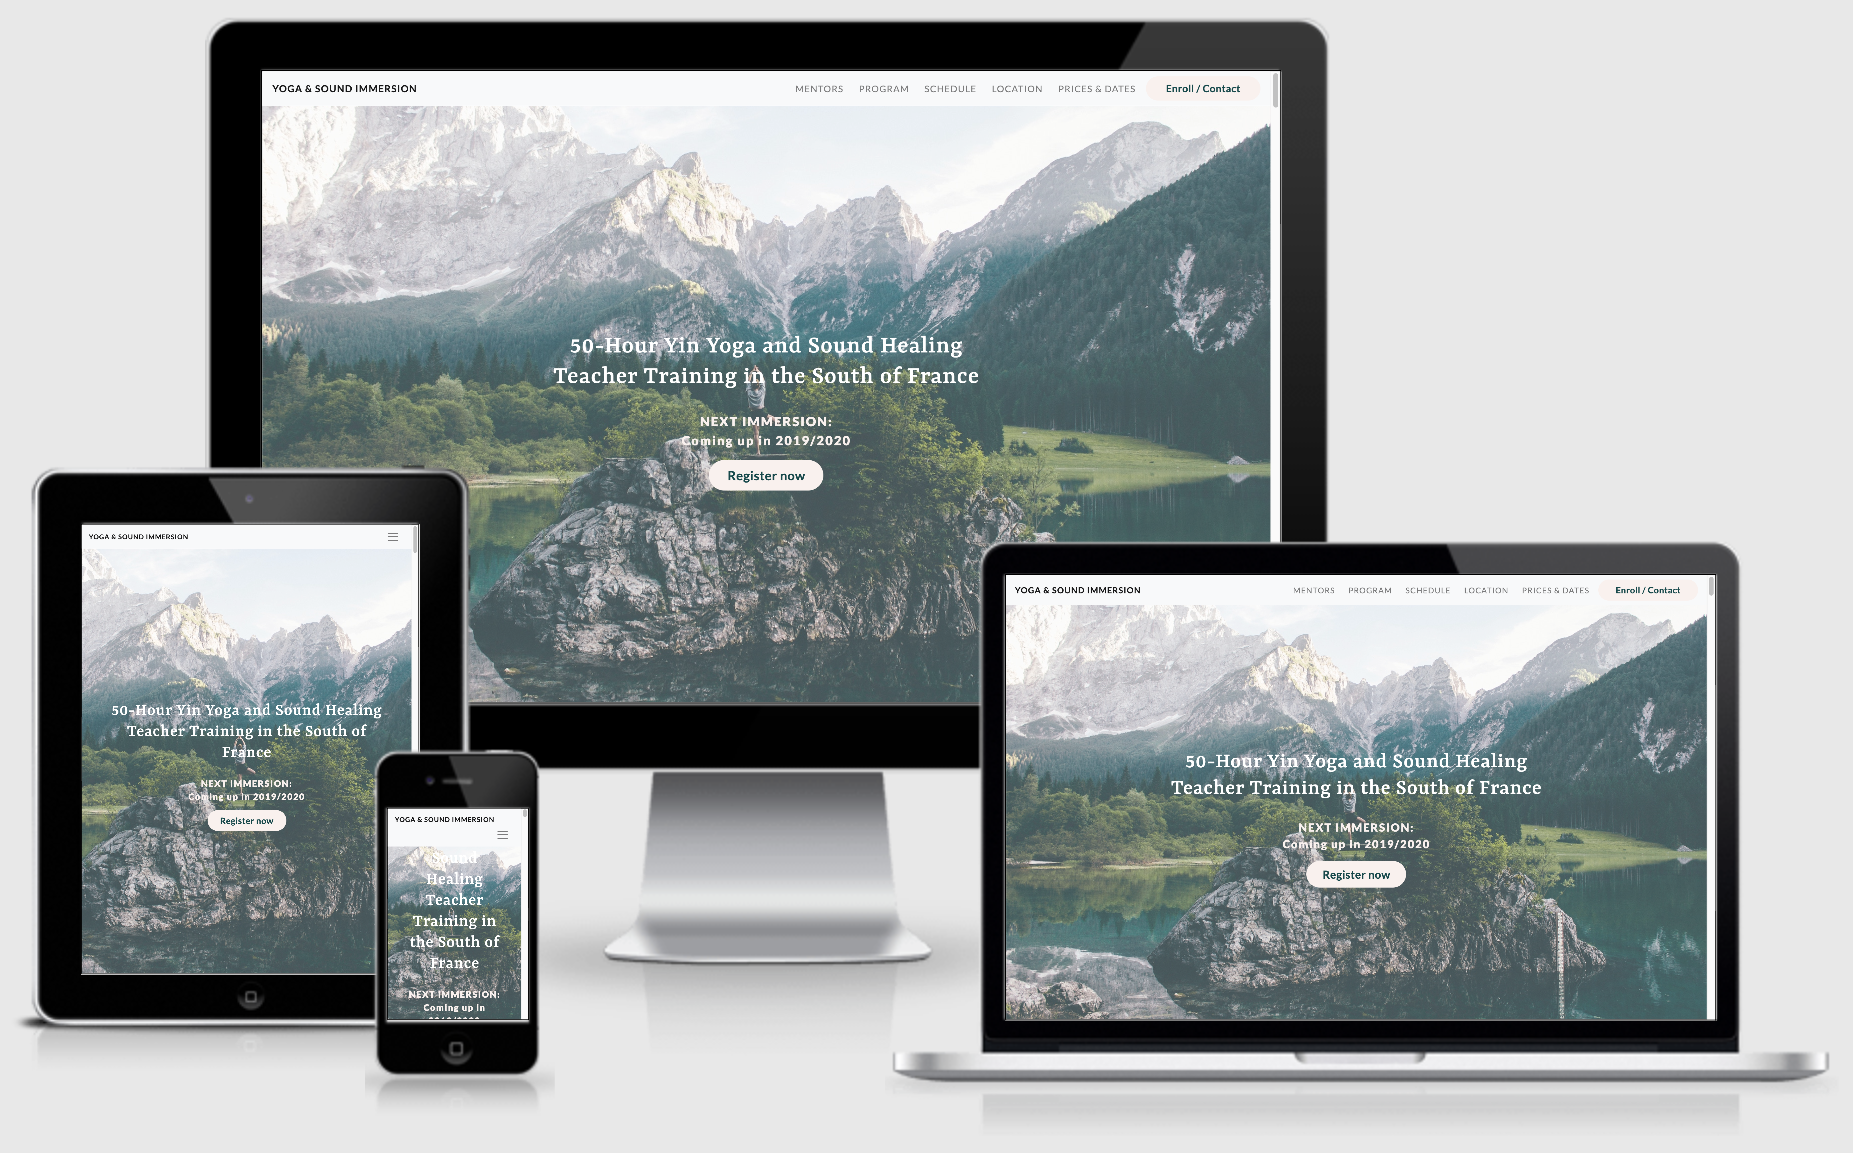 YOGA & SOUND IMMERSION
MENTORS PROGRAM SCHEDULE LOCATION PRICES & DATES Enroll / Contact
50-Hour Yin Yoga and Sound Healing
Teacher Training in the South of France
NEXT IMMERSION:
Coming up in 2019/2020
Register now
YOGA & SOUND IMMERSION
50-Hour Yin Yoga and Sound Healing
Teacher Training in the South of
France
NEXT IMMERSION:
Coming up in 2019/2020
Register now
YOGA & SOUND IMMERSION
Sound
Healing
Teacher
Training in
the South of
France
NEXT IMMERSION:
Coming up in
YOGA & SOUND IMMERSION
MENTORS PROGRAM SCHEDULE LOCATION PRICES & DATES Enroll / Contact
50-Hour Yin Yoga and Sound Healing
Teacher Training in the South of France
NEXT IMMERSION:
Coming up in 2019/2020
Register now